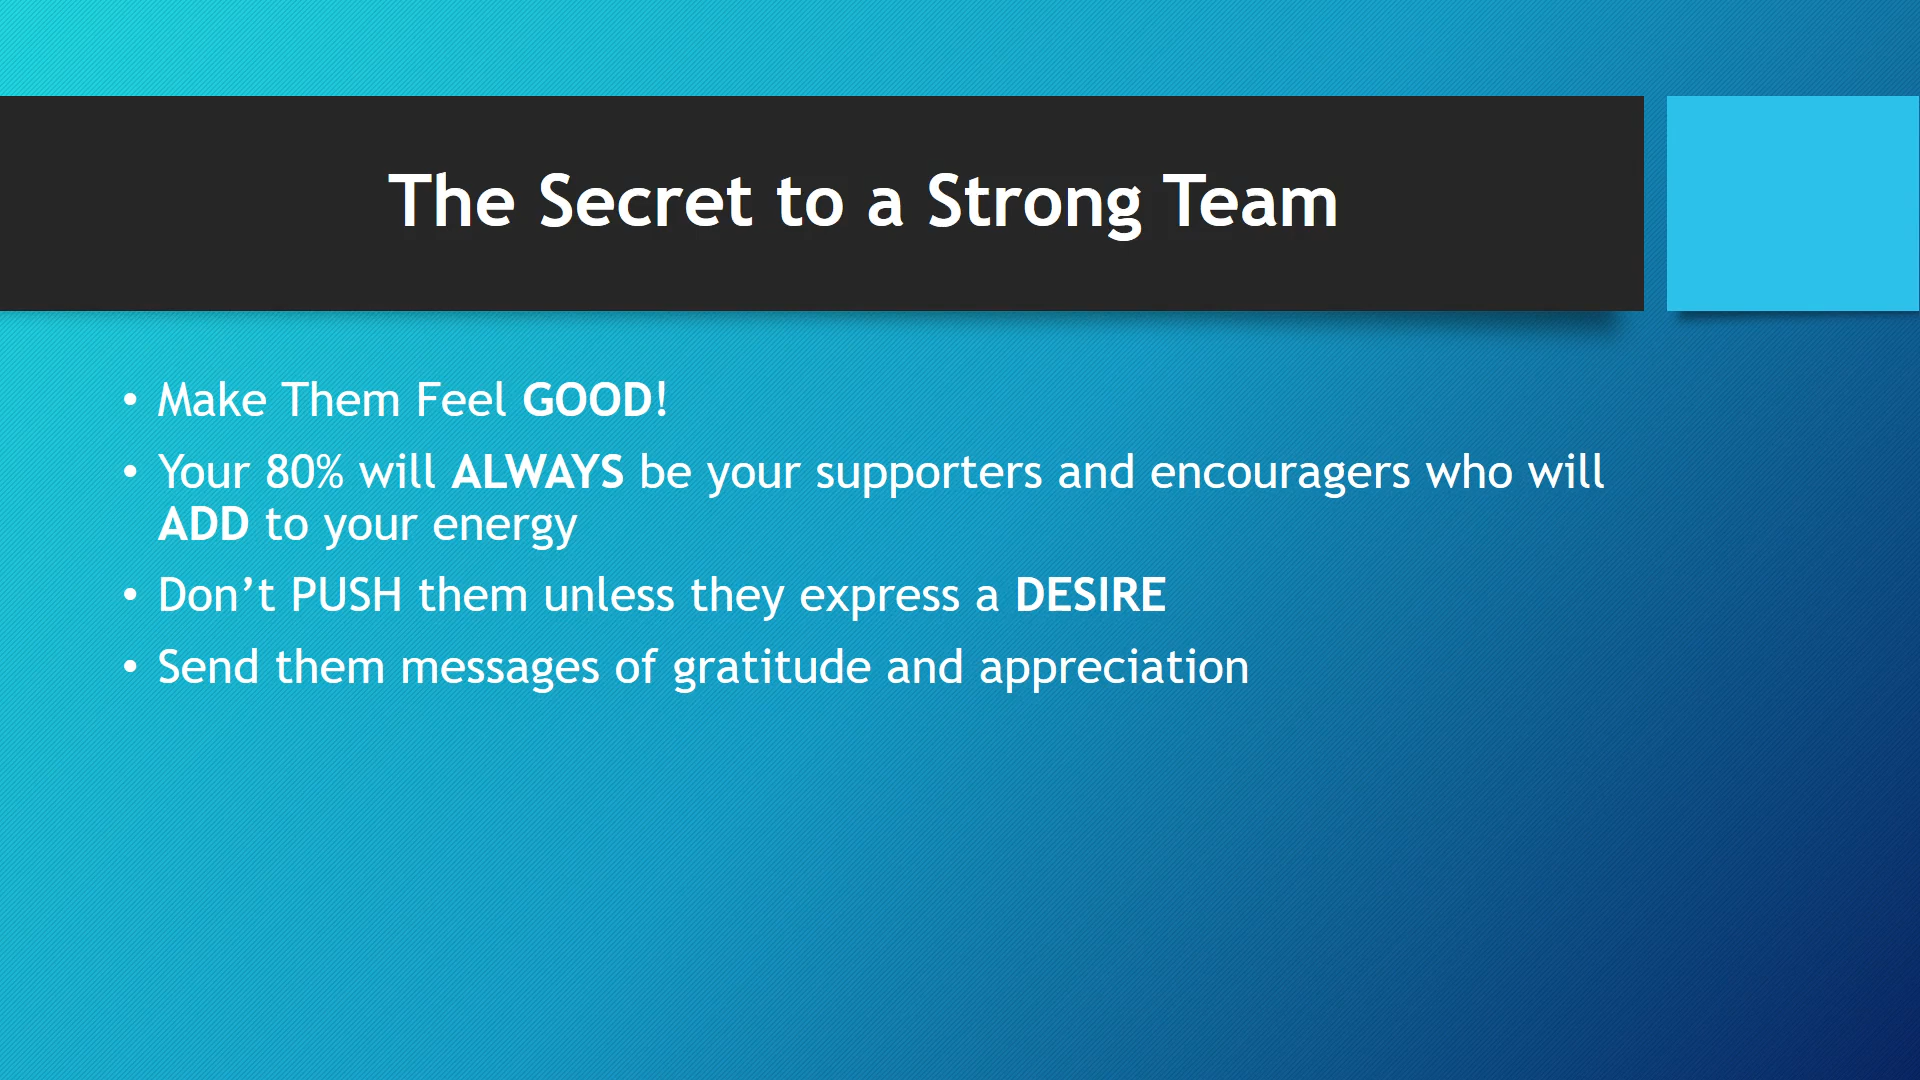 The Secret to a Strong Team
• Make Them Feel GOOD!
• Your 80% will ALWAYS be your supporters and encouragers who will
ADD to your energy
• Don’t PUSH them unless they express a DESIRE
• Send them messages of gratitude and appreciation